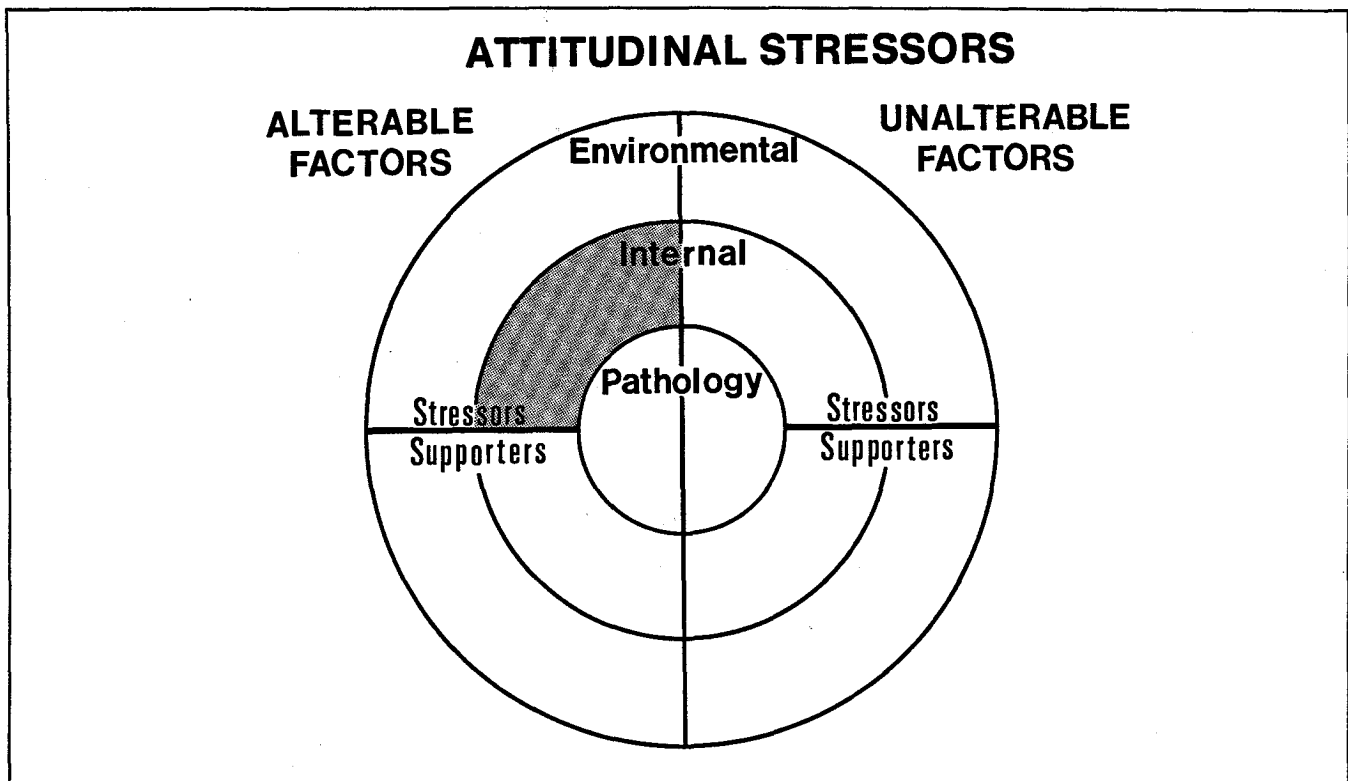 ATTITUDINAL STRESSORS
ALTERABLE
FACTORS
UNALTERABLE
FACTORS
Environmental
Internal
Pathology
Stressors
Supporters
Stressors
Supporters